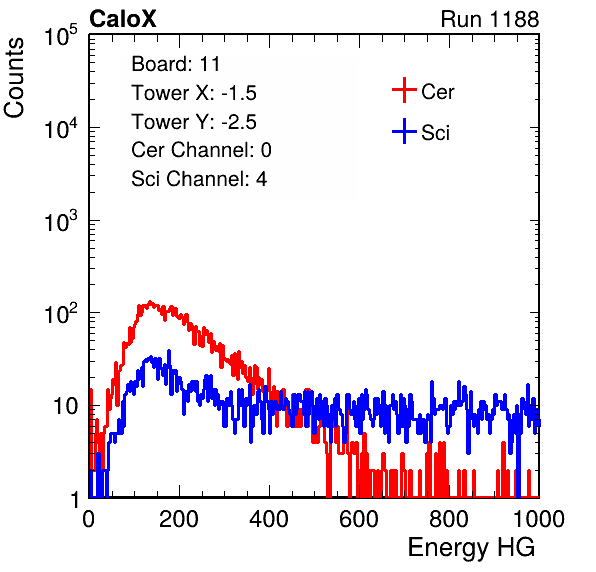 CaloX Run 1188
Counts
10^5
10^4
10^3
10^2
10
1
Board: 11
Tower X: -1.5
Tower Y: -2.5
Cer Channel: 0
Sci Channel: 4
Cer
Sci
0 200 400 600 800 1000
Energy HG